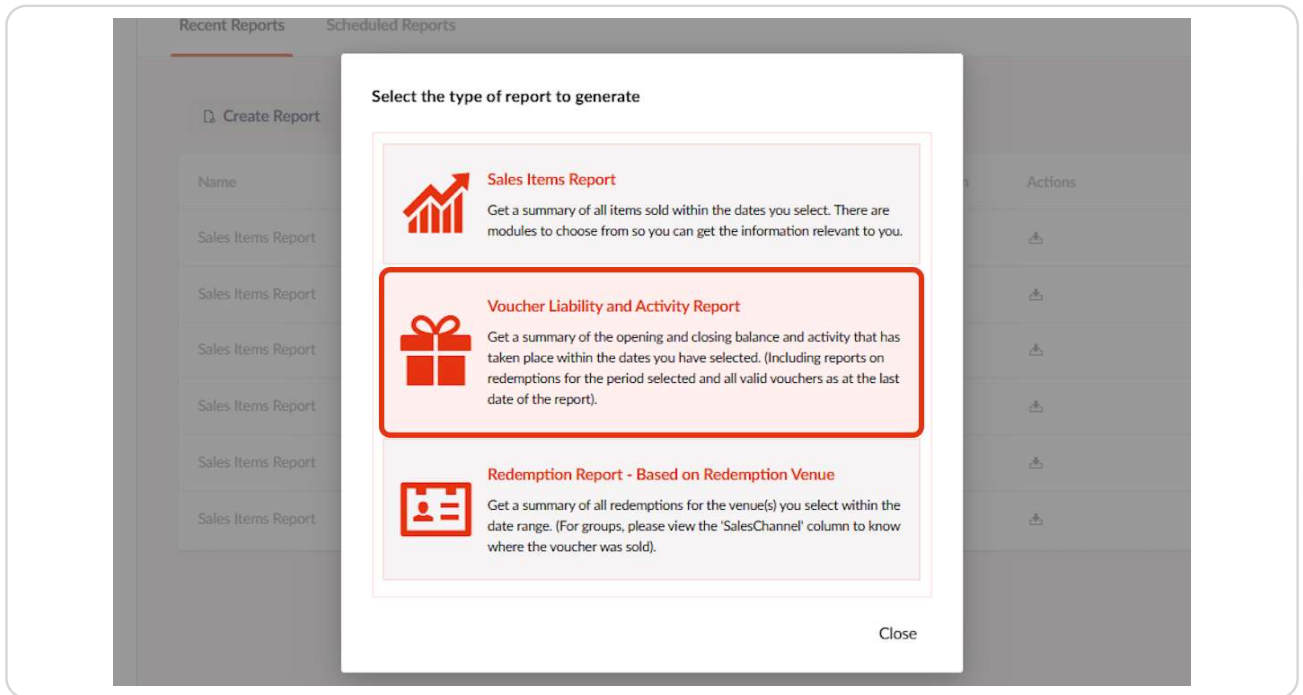 Recent Reports Scheduled Reports
Select the type of report to generate
Create Report
Sales Items Report
Name Actions
Get a summary of all items sold within the dates you select. There are
modules to choose from so you can get the information relevant to you.
Sales Items Report
Voucher Liability and Activity Report
Sales Items Report
Get a summary of the opening and closing balance and activity that has
taken place within the dates you have selected. (Including reports on
redemptions for the period selected and all valid vouchers as at the last
date of the report).
Sales Items Report
Sales Items Report
Sales Items Report
Redemption Report - Based on Redemption Venue
Get a summary of all redemptions for the venue(s) you select within the
date range. (For groups, please view the 'SalesChannel' column to know
where the voucher was sold).
Sales Items Report
Close